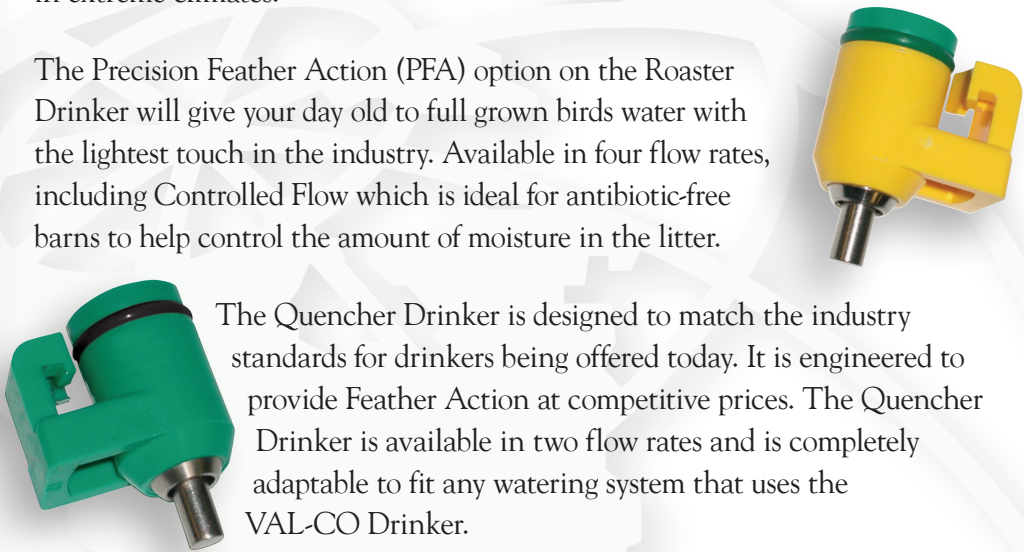 in extreme climates.
The Precision Feather Action (PFA) option on the Roaster
Drinker will give your day old to full grown birds water with
the lightest touch in the industry. Available in four flow rates,
including Controlled Flow which is ideal for antibiotic-free
barns to help control the amount of moisture in the litter.
The Quencher Drinker is designed to match the industry
standards for drinkers being offered today. It is engineered to
provide Feather Action at competitive prices. The Quencher
Drinker is available in two flow rates and is completely
adaptable to fit any watering system that uses the
VAL-CO Drinker.